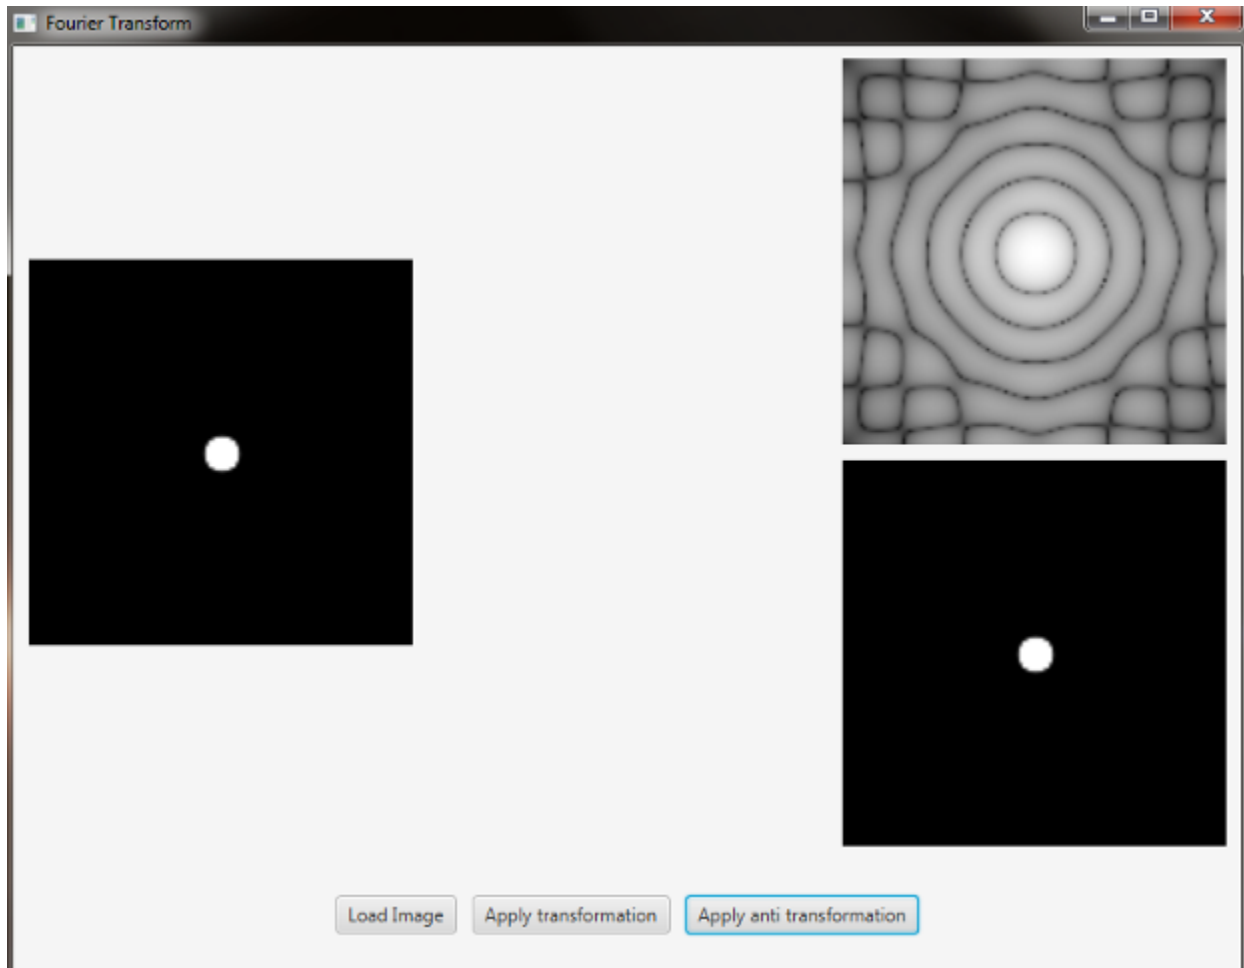 Fourier Transform
Load Image
Apply transformation
Apply anti transformation